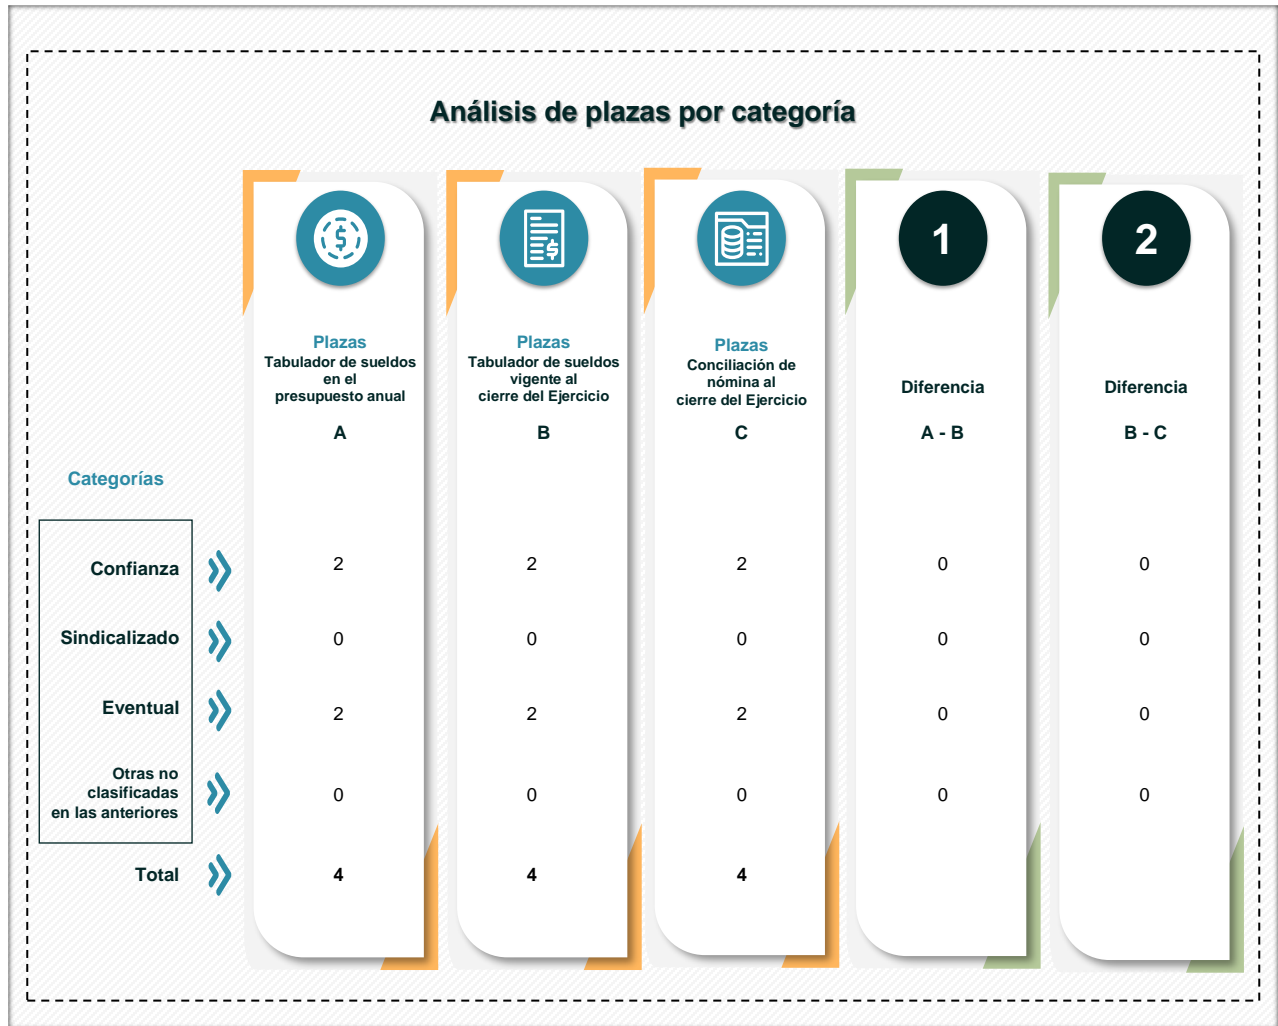 Análisis de plazas por categoría
1
2
Plazas
Tabulador de sueldos
en el
presupuesto anual
A
Plazas
Tabulador de sueldos
vigente al
cierre del Ejercicio
B
Plazas
Conciliación de
nómina al
cierre del Ejercicio
C
Diferencia
A - B
Diferencia
B - C
Categorías
Confianza 2 2 2 0 0
Sindicalizado 0 0 0 0 0
Eventual 2 2 2 0 0
Otras no
clasificadas
en las anteriores 0 0 0 0 0
Total 4 4 4